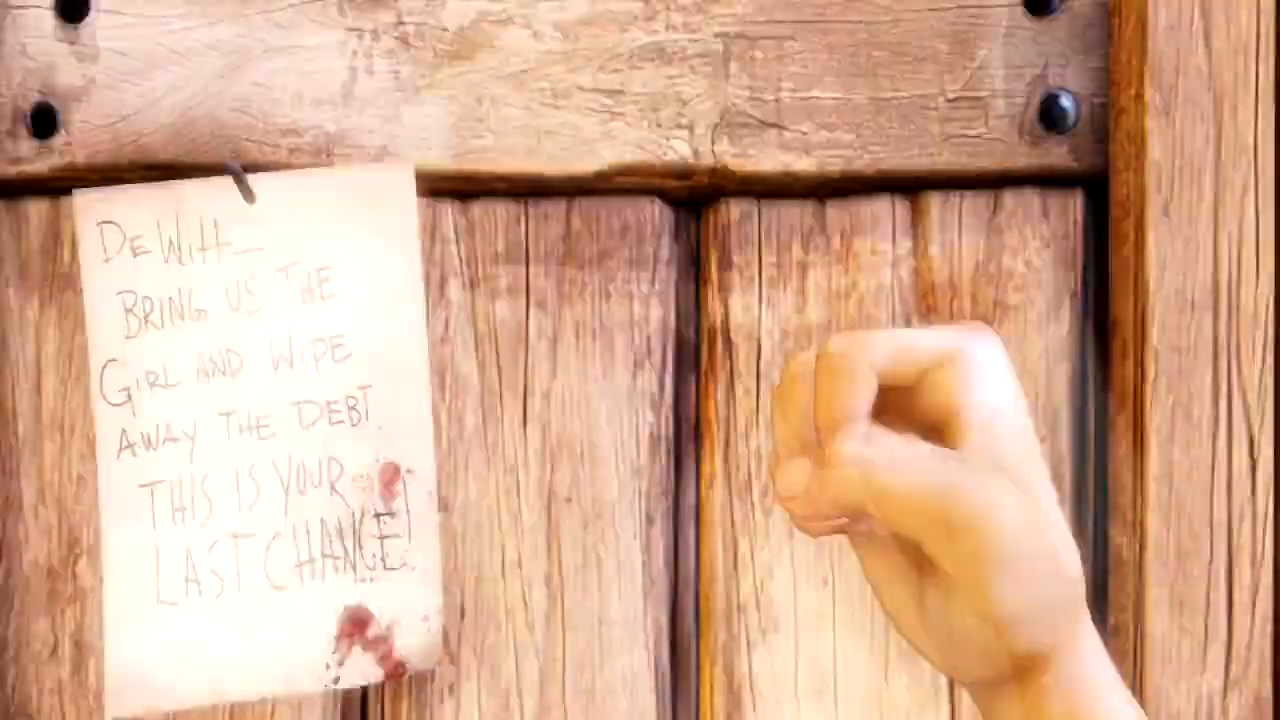 DEWitt—
BRING US THE
GIRL AND WIPE
AWAY THE DEBT.
THIS IS YOUR
LAST CHANCE!